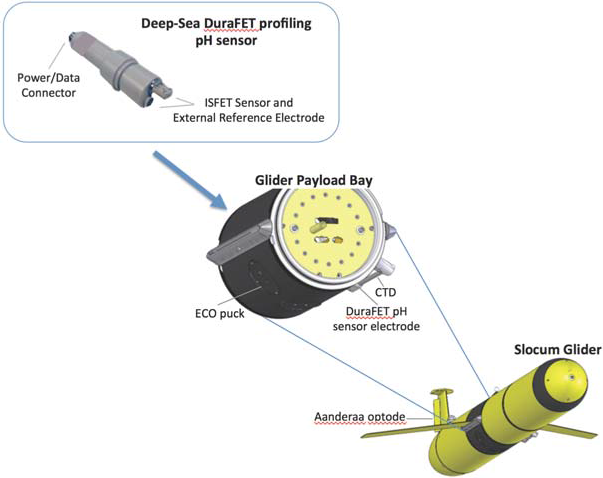 Deep-Sea DuraFET profiling
pH sensor
Power/Data
Connector
ISFET Sensor and
External Reference Electrode
Glider Payload Bay
CTD
ECO puck
DuraFET pH
sensor electrode
Slocum Glider
Aanderaa optode